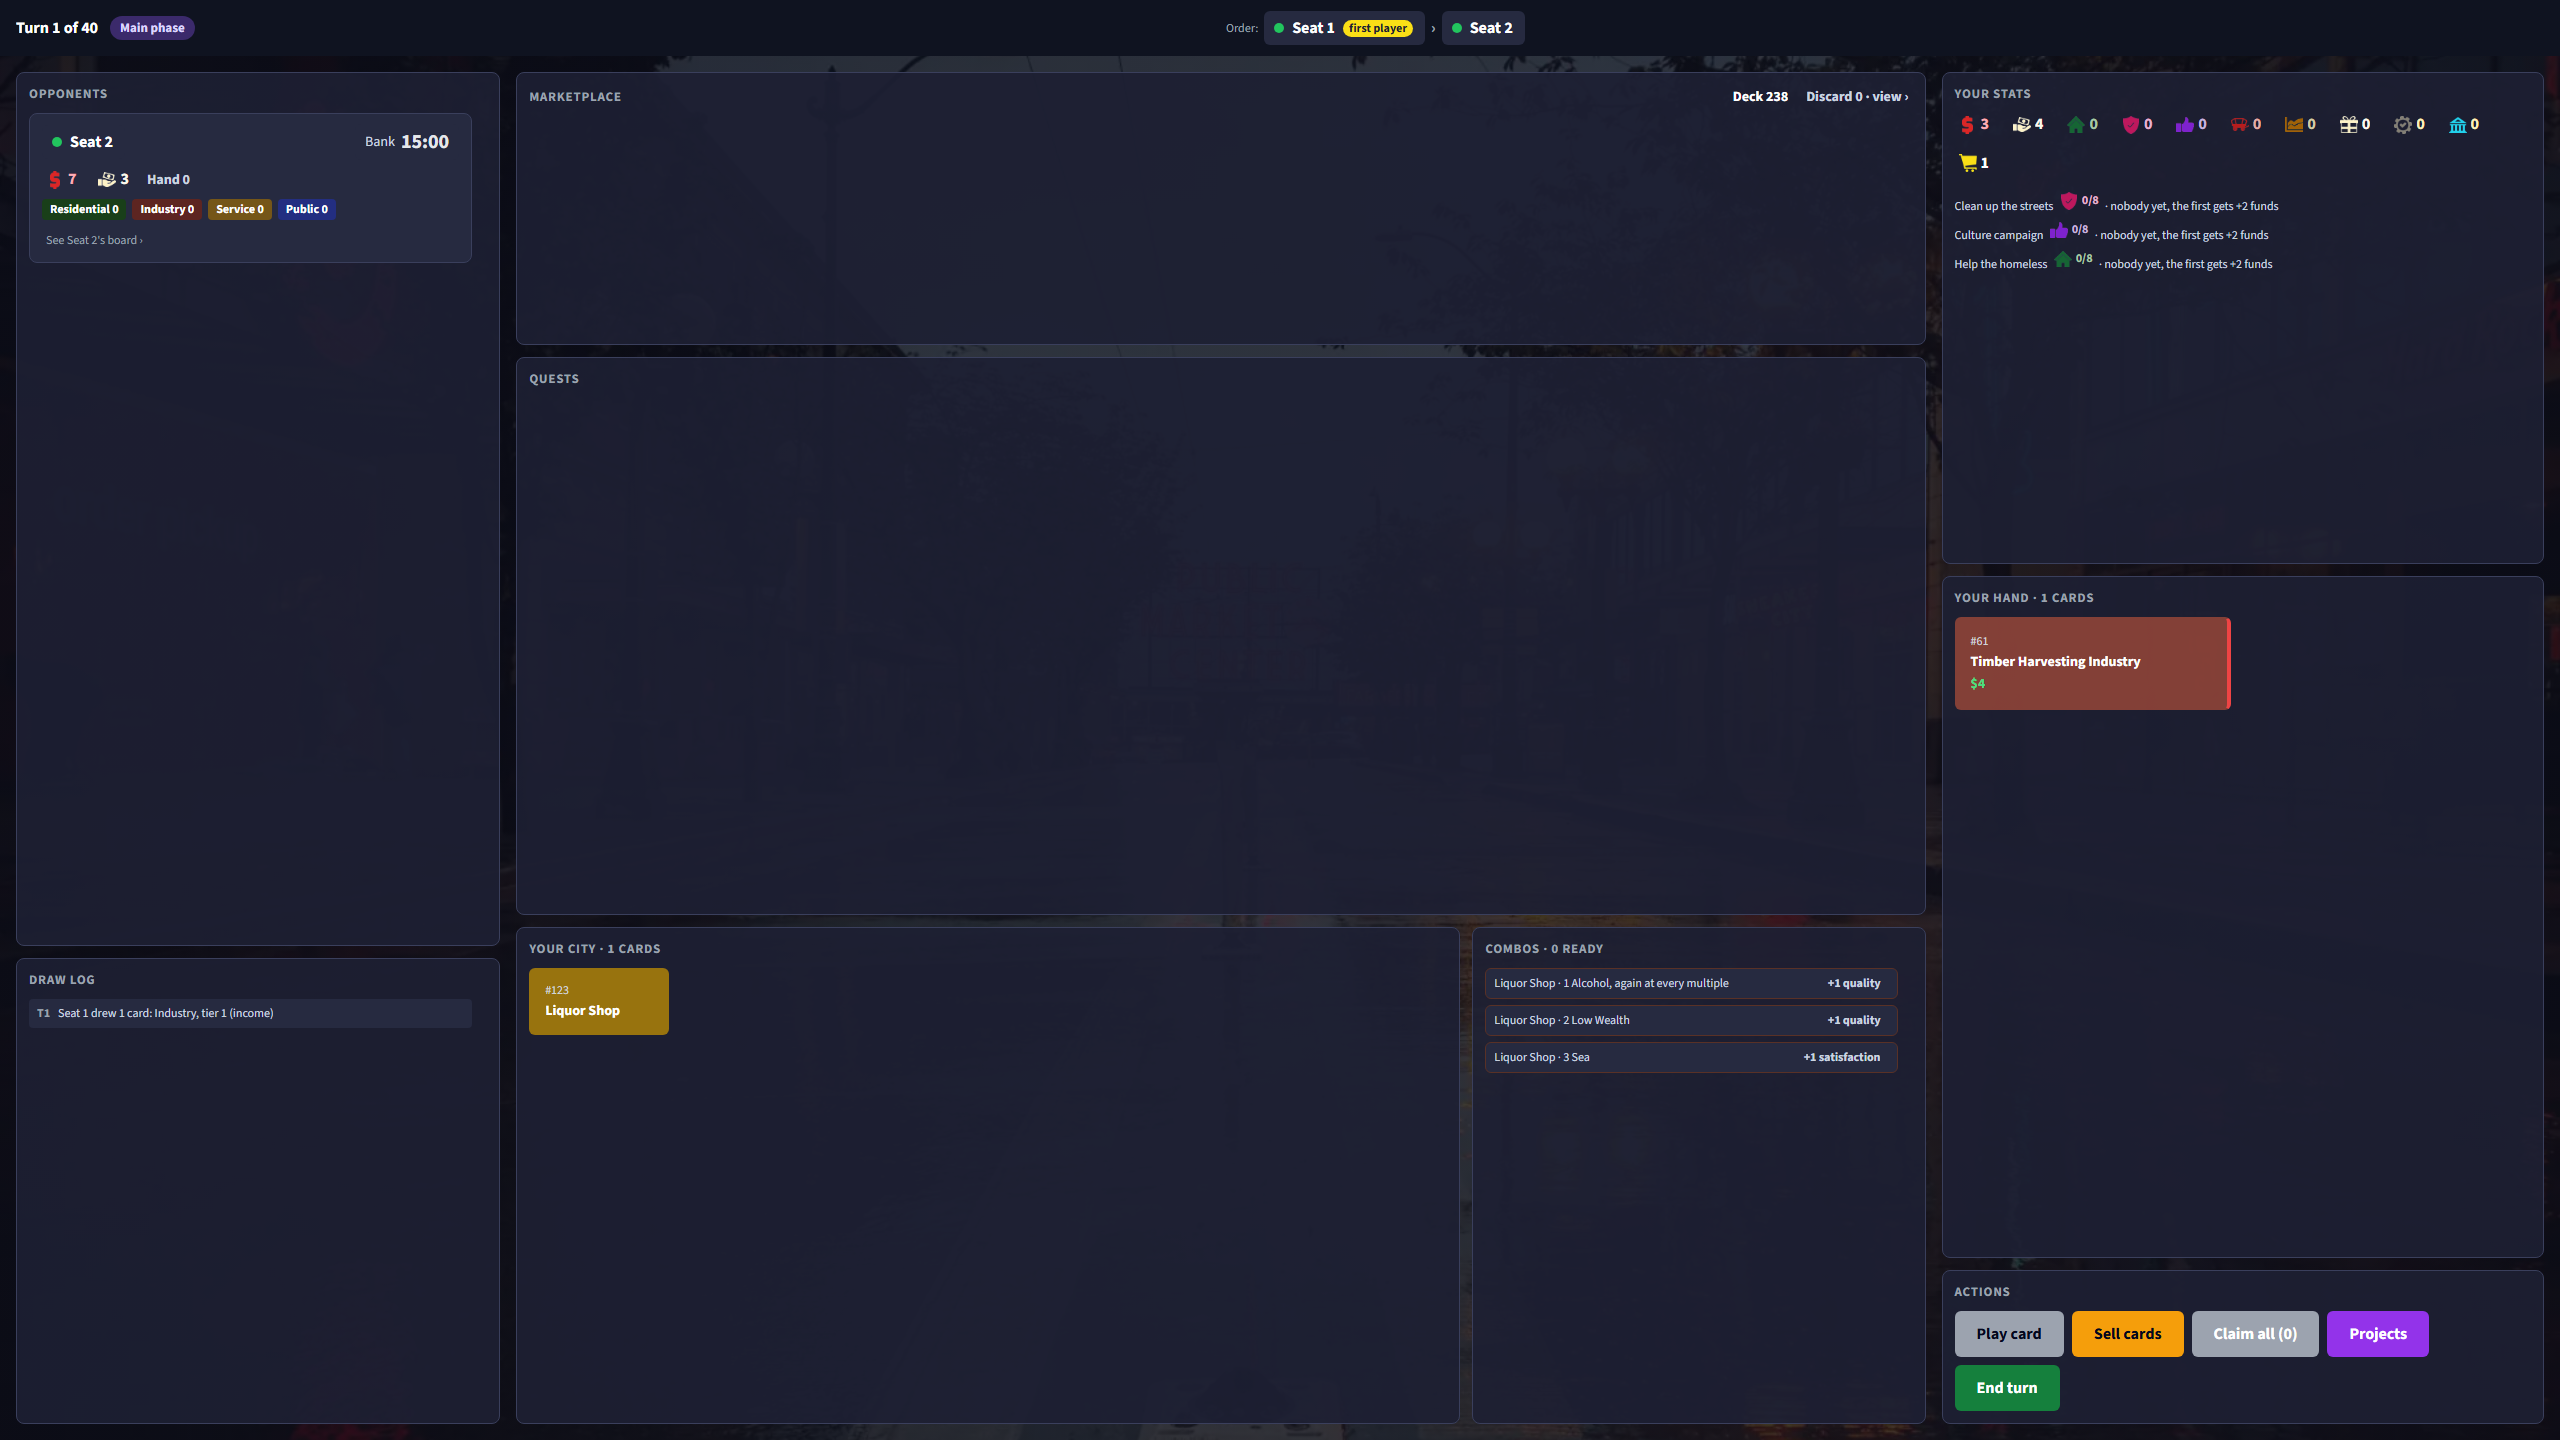 Turn 1 of 40
Main phase
Order:
Seat 1
first player
›
Seat 2
OPPONENTS
Seat 2
Bank 15:00
7
3
Hand 0
Residential 0
Industry 0
Service 0
Public 0
See Seat 2's board ›
DRAW LOG
T1 Seat 1 drew 1 card: Industry, tier 1 (income)
MARKETPLACE
Deck 238
Discard 0 · view ›
QUESTS
YOUR CITY · 1 CARDS
#123
Liquor Shop
COMBOS · 0 READY
Liquor Shop · 1 Alcohol, again at every multiple +1 quality
Liquor Shop · 2 Low Wealth +1 quality
Liquor Shop · 3 Sea +1 satisfaction
YOUR STATS
3 4 0 0 0 0 0 0 0 0
1
Clean up the streets 0/8 · nobody yet, the first gets +2 funds
Culture campaign 0/8 · nobody yet, the first gets +2 funds
Help the homeless 0/8 · nobody yet, the first gets +2 funds
YOUR HAND · 1 CARDS
#61
Timber Harvesting Industry
$4
ACTIONS
Play card
Sell cards
Claim all (0)
Projects
End turn